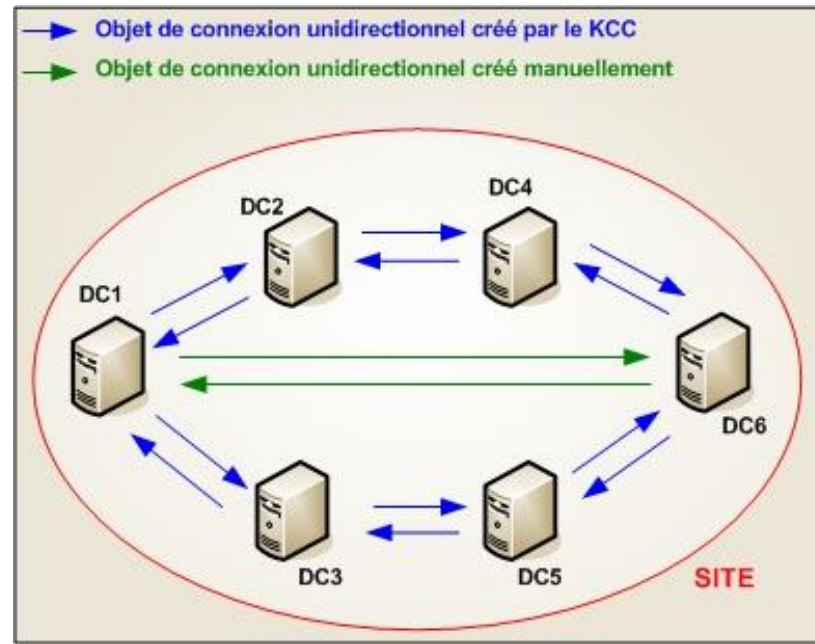 Objet de connexion unidirectionnel créé par le KCC
Objet de connexion unidirectionnel créé manuellement
DC4
DC2
DC1
DC6
DC3
DC5
SITE